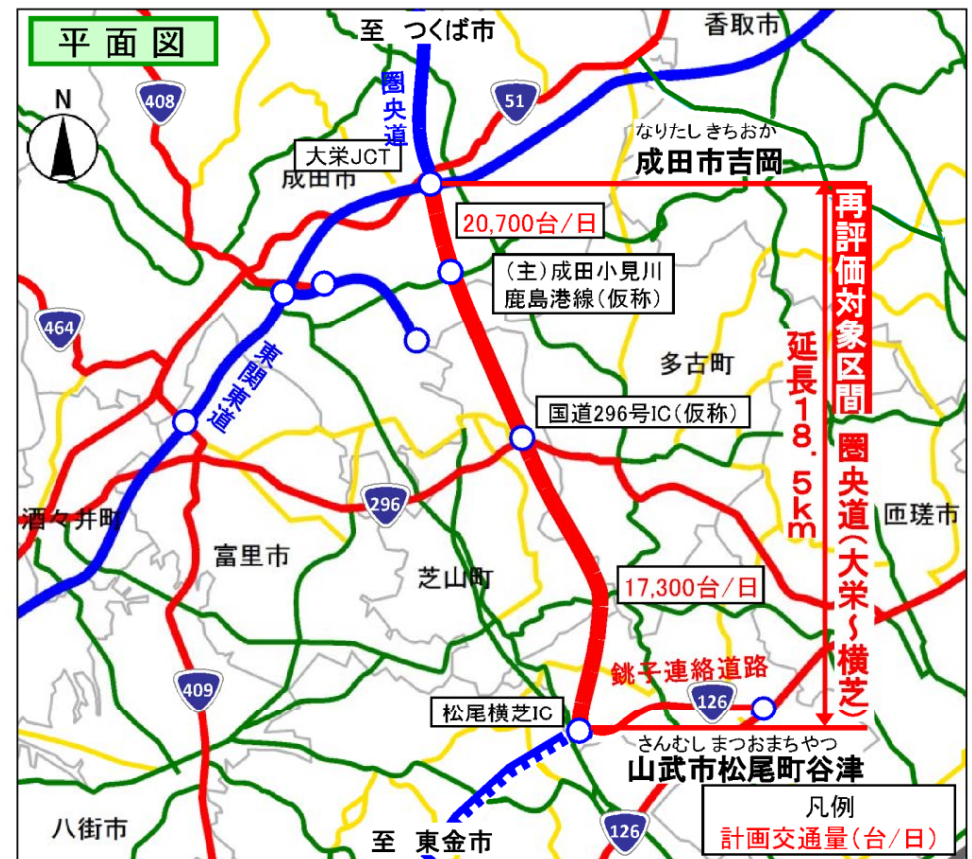 平面図
至 つくば市
香取市
N
408
圏央道
51
大栄JCT
成田市
なりたし きちおか
成田市吉岡
20,700台/日
(主)成田小見川
鹿島港線(仮称)
464
東関東道
多古町
国道296号IC(仮称)
再評価対象区間 圏央道(大栄~横芝)
延長18.5km
296
酒々井町
富里市
芝山町
匝瑳市
17,300台/日
409
銚子連絡道路
126
松尾横芝IC
さんむし まつおまちやつ
山武市松尾町谷津
八街市
至 東金市
126
凡例
計画交通量(台/日)